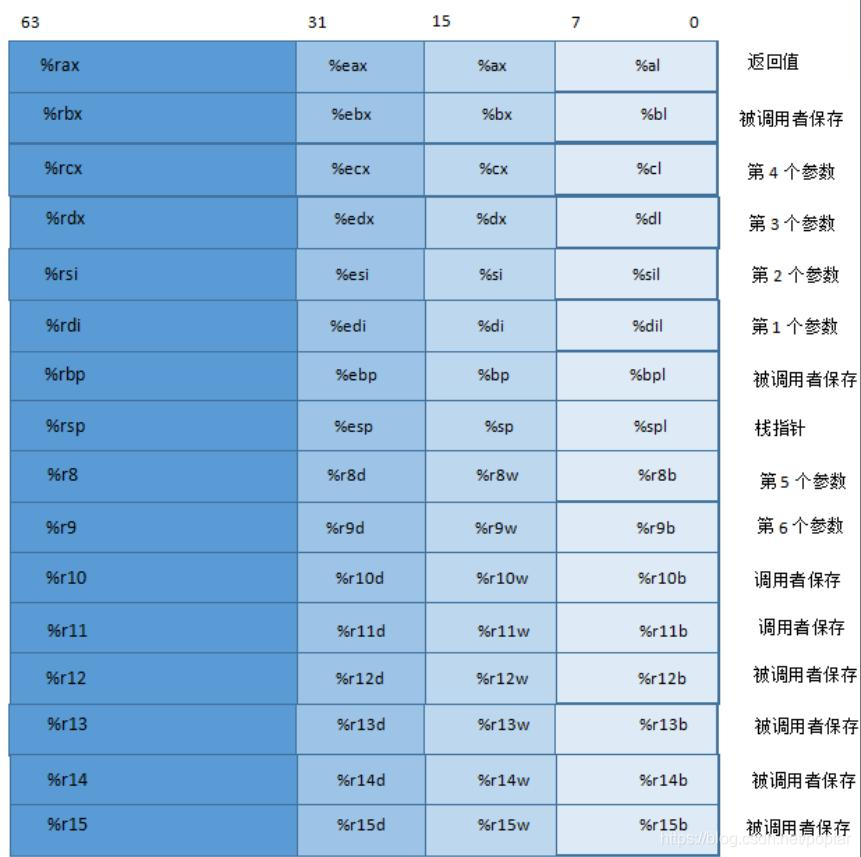 63 31 15 7 0
%rax %eax %ax %al 返回值
%rbx %ebx %bx %bl 被调用者保存
%rcx %ecx %cx %cl 第4个参数
%rdx %edx %dx %dl 第3个参数
%rsi %esi %si %sil 第2个参数
%rdi %edi %di %dil 第1个参数
%rbp %ebp %bp %bpl 被调用者保存
%rsp %esp %sp %spl 栈指针
%r8 %r8d %r8w %r8b 第5个参数
%r9 %r9d %r9w %r9b 第6个参数
%r10 %r10d %r10w %r10b 调用者保存
%r11 %r11d %r11w %r11b 调用者保存
%r12 %r12d %r12w %r12b 被调用者保存
%r13 %r13d %r13w %r13b 被调用者保存
%r14 %r14d %r14w %r14b 被调用者保存
%r15 %r15d %r15w %r15b 被调用者保存